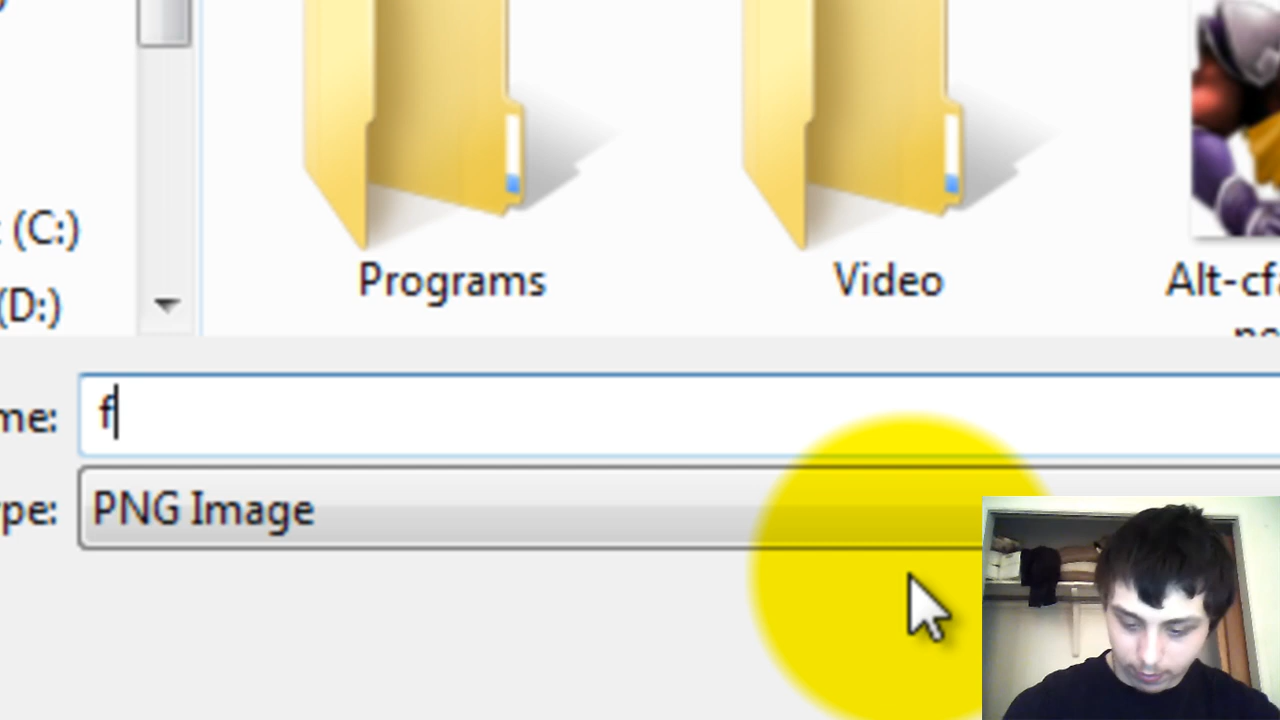 (C:)
(D:)
Programs
Video
Alt-cf
me: f
pe: PNG Image